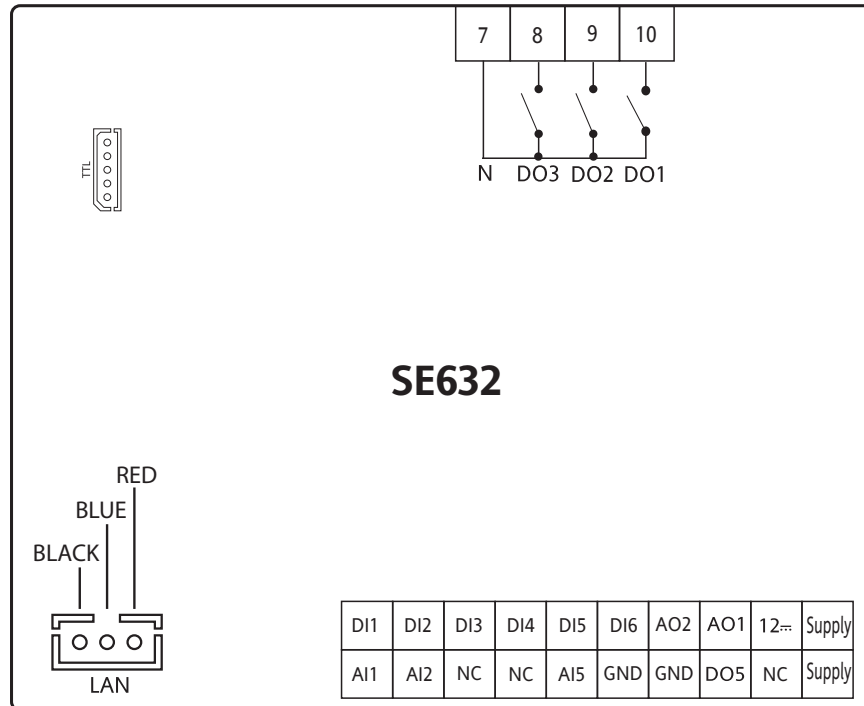 7 8 9 10
N DO3 DO2 DO1
TTL
SE632
RED
BLUE
BLACK
LAN
DI1 DI2 DI3 DI4 DI5 DI6 AO2 AO1 12⎓ Supply
AI1 AI2 NC NC AI5 GND GND DO5 NC Supply